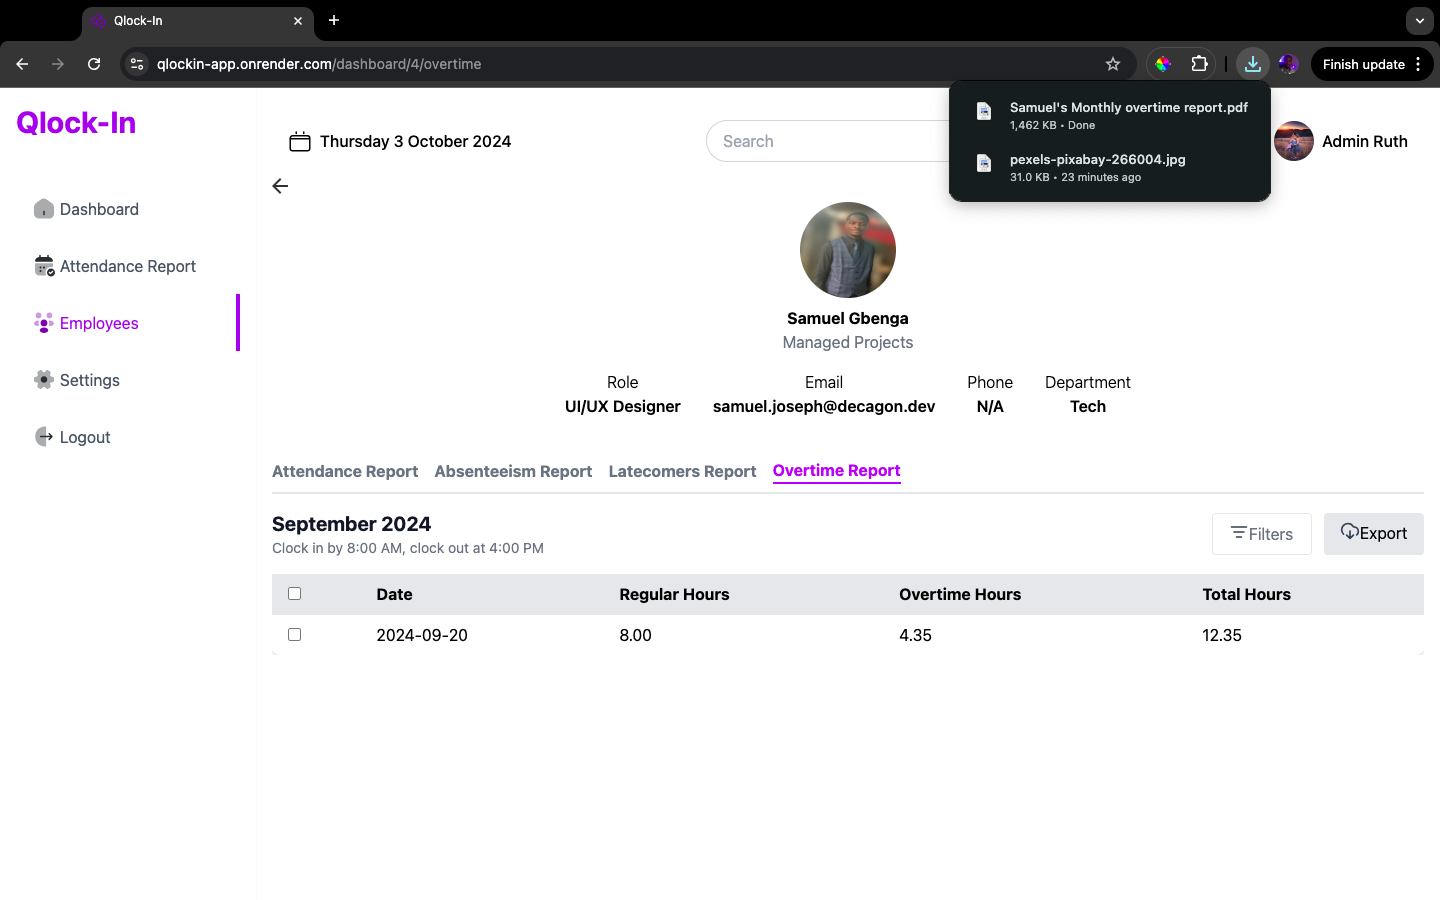 Qlock-In
qlockin-app.onrender.com/dashboard/4/overtime
Finish update
Samuel's Monthly overtime report.pdf
1,462 KB • Done
pexels-pixabay-266004.jpg
31.0 KB • 23 minutes ago
Qlock-In
Thursday 3 October 2024
Search
Admin Ruth
Dashboard
Attendance Report
Employees
Settings
Logout
Samuel Gbenga
Managed Projects
Role Email Phone Department
UI/UX Designer samuel.joseph@decagon.dev N/A Tech
Attendance Report Absenteeism Report Latecomers Report Overtime Report
September 2024
Clock in by 8:00 AM, clock out at 4:00 PM
Filters
Export
Date Regular Hours Overtime Hours Total Hours
2024-09-20 8.00 4.35 12.35